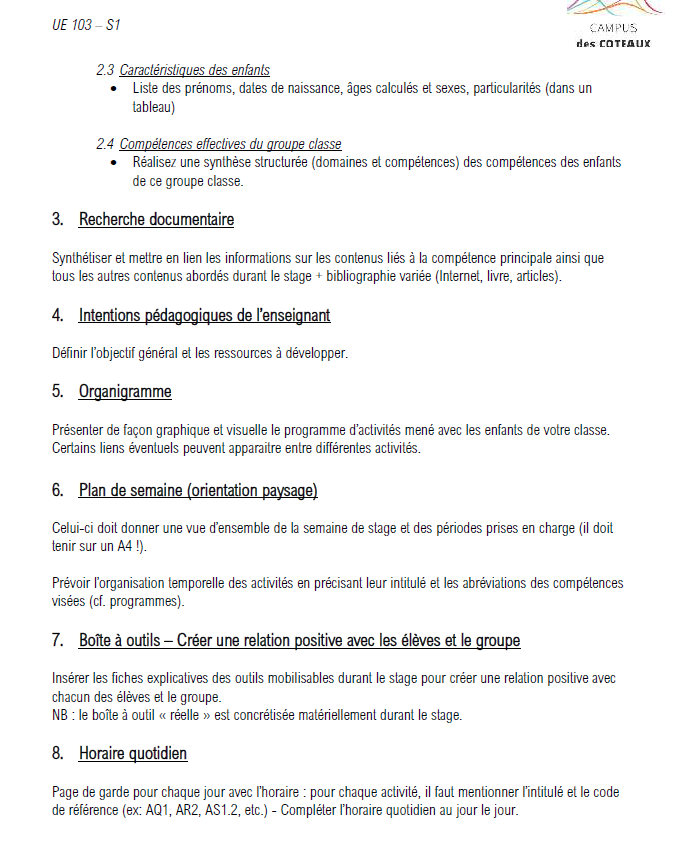 UE 103 – S1
CAMPUS
des COTEAUX
2.3 Caractéristiques des enfants
• Liste des prénoms, dates de naissance, âges calculés et sexes, particularités (dans un
tableau)
2.4 Compétences effectives du groupe classe
• Réalisez une synthèse structurée (domaines et compétences) des compétences des enfants
de ce groupe classe.
3. Recherche documentaire
Synthétiser et mettre en lien les informations sur les contenus liés à la compétence principale ainsi que
tous les autres contenus abordés durant le stage + bibliographie variée (Internet, livre, articles).
4. Intentions pédagogiques de l'enseignant
Définir l'objectif général et les ressources à développer.
5. Organigramme
Présenter de façon graphique et visuelle le programme d'activités mené avec les enfants de votre classe.
Certains liens éventuels peuvent apparaitre entre différentes activités.
6. Plan de semaine (orientation paysage)
Celui-ci doit donner une vue d'ensemble de la semaine de stage et des périodes prises en charge (il doit
tenir sur un A4 !).
Prévoir l'organisation temporelle des activités en précisant leur intitulé et les abréviations des compétences
visées (cf. programmes).
7. Boîte à outils – Créer une relation positive avec les élèves et le groupe
Insérer les fiches explicatives des outils mobilisables durant le stage pour créer une relation positive avec
chacun des élèves et le groupe.
NB : le boîte à outil « réelle » est concrétisée matériellement durant le stage.
8. Horaire quotidien
Page de garde pour chaque jour avec l'horaire : pour chaque activité, il faut mentionner l'intitulé et le code
de référence (ex: AQ1, AR2, AS1.2, etc.) - Compléter l'horaire quotidien au jour le jour.